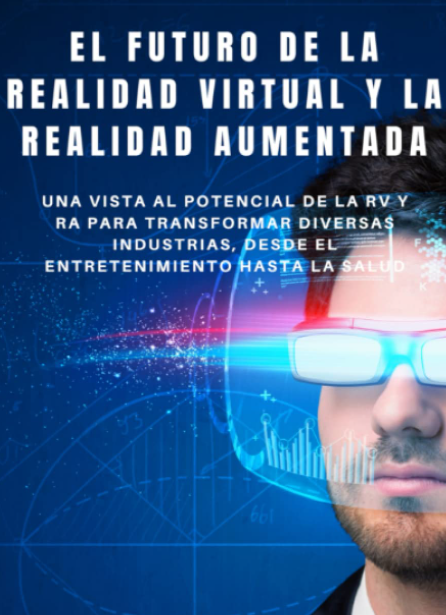 EL FUTURO DE LA
REALIDAD VIRTUAL Y LA
REALIDAD AUMENTADA
UNA VISTA AL POTENCIAL DE LA RV Y
RA PARA TRANSFORMAR DIVERSAS
INDUSTRIAS, DESDE EL
ENTRETENIMIENTO HASTA LA SALUD